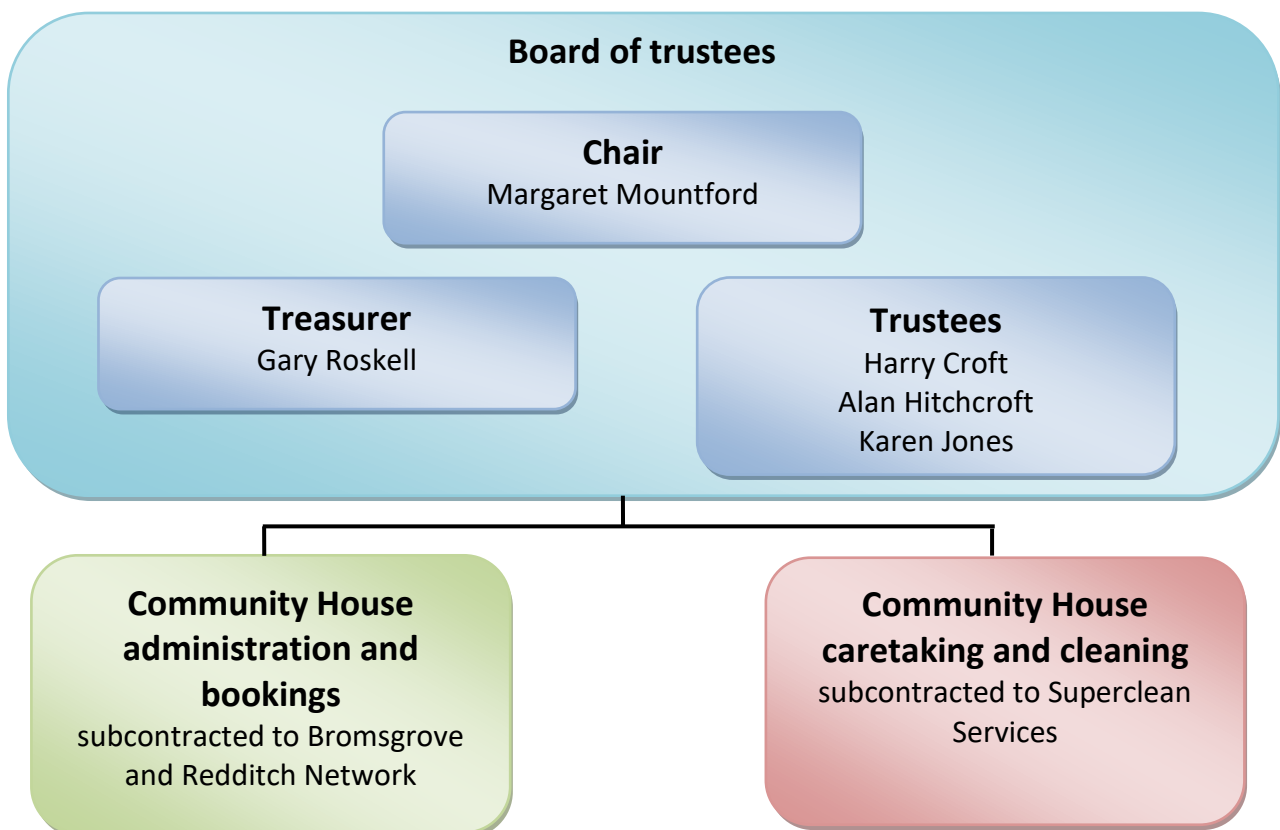 Board of trustees
Chair
Margaret Mountford
Treasurer
Gary Roskell
Trustees
Harry Croft
Alan Hitchcroft
Karen Jones
Community House
administration and
bookings
subcontracted to Bromsgrove
and Redditch Network
Community House
caretaking and cleaning
subcontracted to Superclean
Services